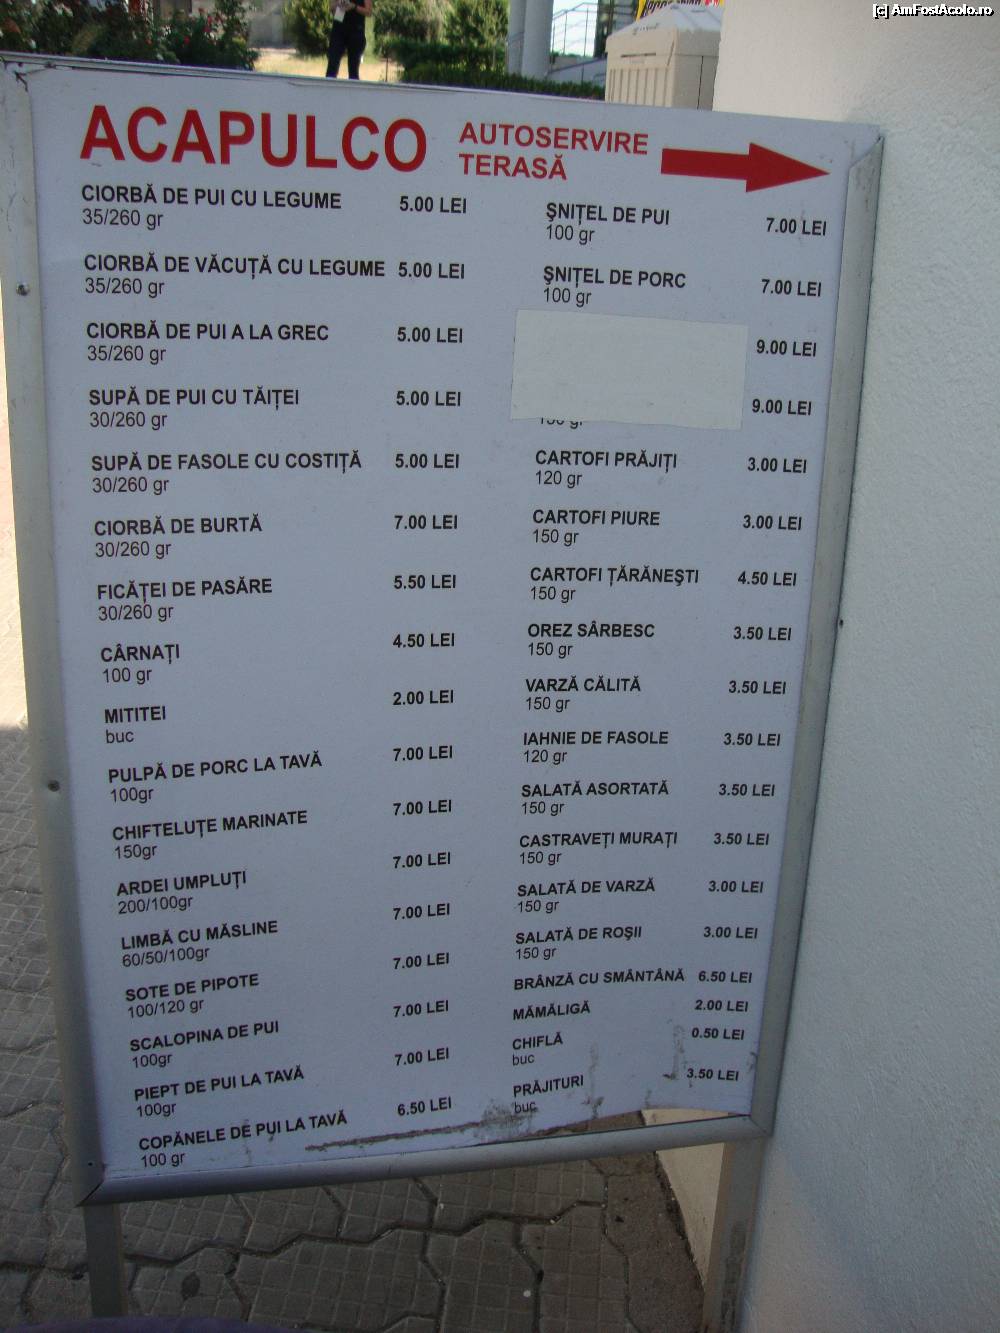 [c] AmFostAcolo.ro
ACAPULCO
AUTOSERVIRE
TERASĂ
CIORBĂ DE PUI CU LEGUME 5.00 LEI
35/260 gr
CIORBĂ DE VĂCUȚĂ CU LEGUME 5.00 LEI
35/260 gr
CIORBĂ DE PUI A LA GREC 5.00 LEI
35/260 gr
SUPĂ DE PUI CU TĂIȚEI 5.00 LEI
30/260 gr
SUPĂ DE FASOLE CU COSTIȚĂ 5.00 LEI
30/260 gr
CIORBĂ DE BURTĂ 7.00 LEI
30/260 gr
FICĂȚEI DE PASĂRE 5.50 LEI
30/260 gr
CÂRNAȚI 4.50 LEI
100 gr
MITITEI 2.00 LEI
buc
PULPĂ DE PORC LA TAVĂ 7.00 LEI
100gr
CHIFTELUȚE MARINATE 7.00 LEI
150gr
ARDEI UMPLUȚI 7.00 LEI
200/100gr
LIMBĂ CU MĂSLINE 7.00 LEI
60/50/100gr
SOTE DE PIPOTE 7.00 LEI
100/120 gr
SCALOPINA DE PUI 7.00 LEI
100gr
PIEPT DE PUI LA TAVĂ 7.00 LEI
100gr
COPĂNELE DE PUI LA TAVĂ 6.50 LEI
100 gr
ŞNIȚEL DE PUI 7.00 LEI
100 gr
ŞNIȚEL DE PORC 7.00 LEI
100 gr
9.00 LEI
9.00 LEI
150 gr
CARTOFI PRĂJIȚI 3.00 LEI
120 gr
CARTOFI PIURE 3.00 LEI
150 gr
CARTOFI ȚĂRĂNEŞTI 4.50 LEI
150 gr
OREZ SÂRBESC 3.50 LEI
150 gr
VARZĂ CĂLITĂ 3.50 LEI
150 gr
IAHNIE DE FASOLE 3.50 LEI
120 gr
SALATĂ ASORTATĂ 3.50 LEI
150 gr
CASTRAVEȚI MURAȚI 3.50 LEI
150 gr
SALATĂ DE VARZĂ 3.00 LEI
150 gr
SALATĂ DE ROŞII 3.00 LEI
150 gr
BRÂNZĂ CU SMÂNTÂNĂ 6.50 LEI
MĂMĂLIGĂ 2.00 LEI
CHIFLĂ 0.50 LEI
buc
PRĂJITURI 3.50 LEI
buc